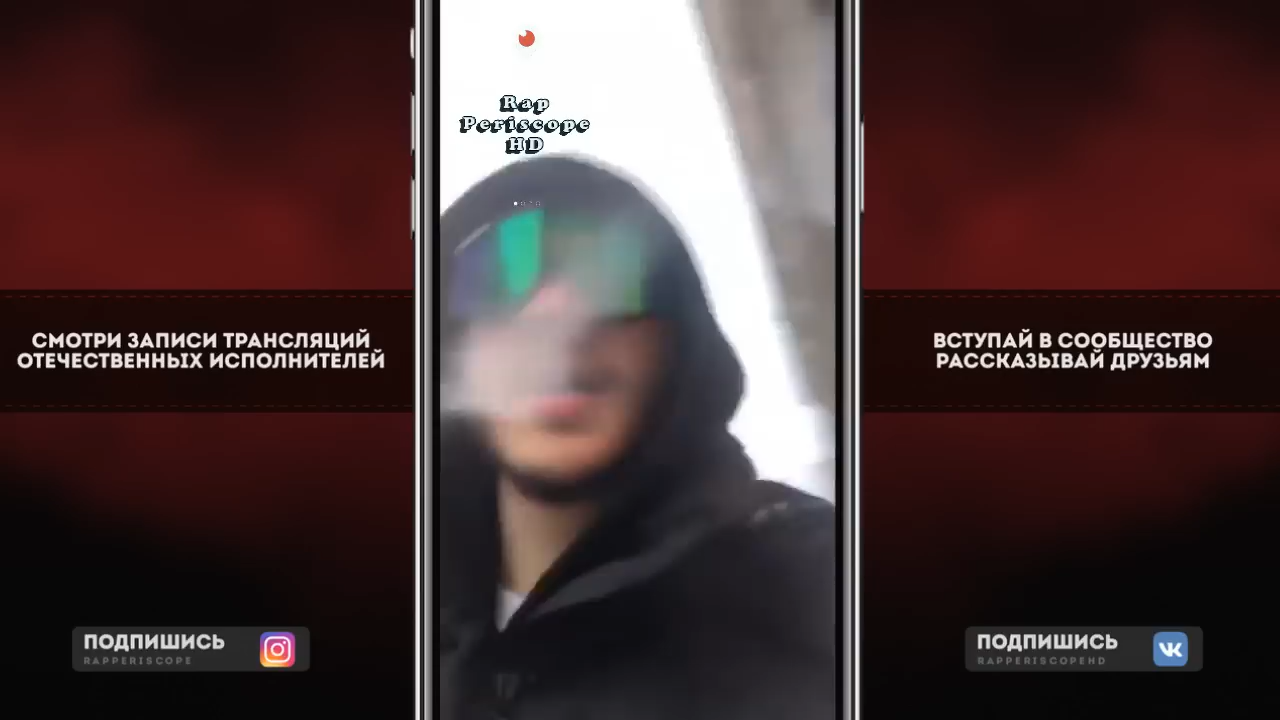 Rap
Periscope
HD
СМОТРИ ЗАПИСИ ТРАНСЛЯЦИЙ
ОТЕЧЕСТВЕННЫХ ИСПОЛНИТЕЛЕЙ
ВСТУПАЙ В СООБЩЕСТВО
РАССКАЗЫВАЙ ДРУЗЬЯМ
ПОДПИШИСЬ
RAPPERISCOPE
ПОДПИШИСЬ
RAPPERISCOPEHD